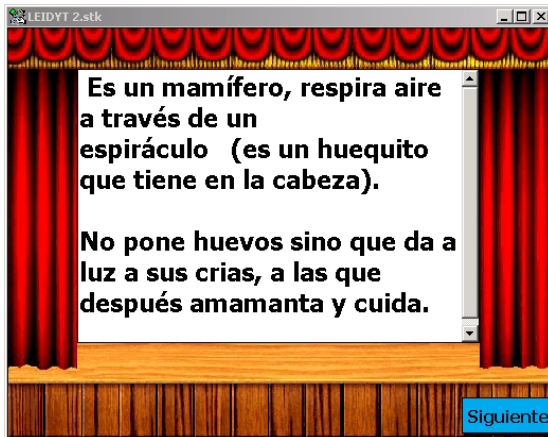 LEIDYT 2.stk
Es un mamífero, respira aire
a través de un
espiráculo   (es un huequito
que tiene en la cabeza).
No pone huevos sino que da a
luz a sus crias, a las que
después amamanta y cuida.
Siguiente